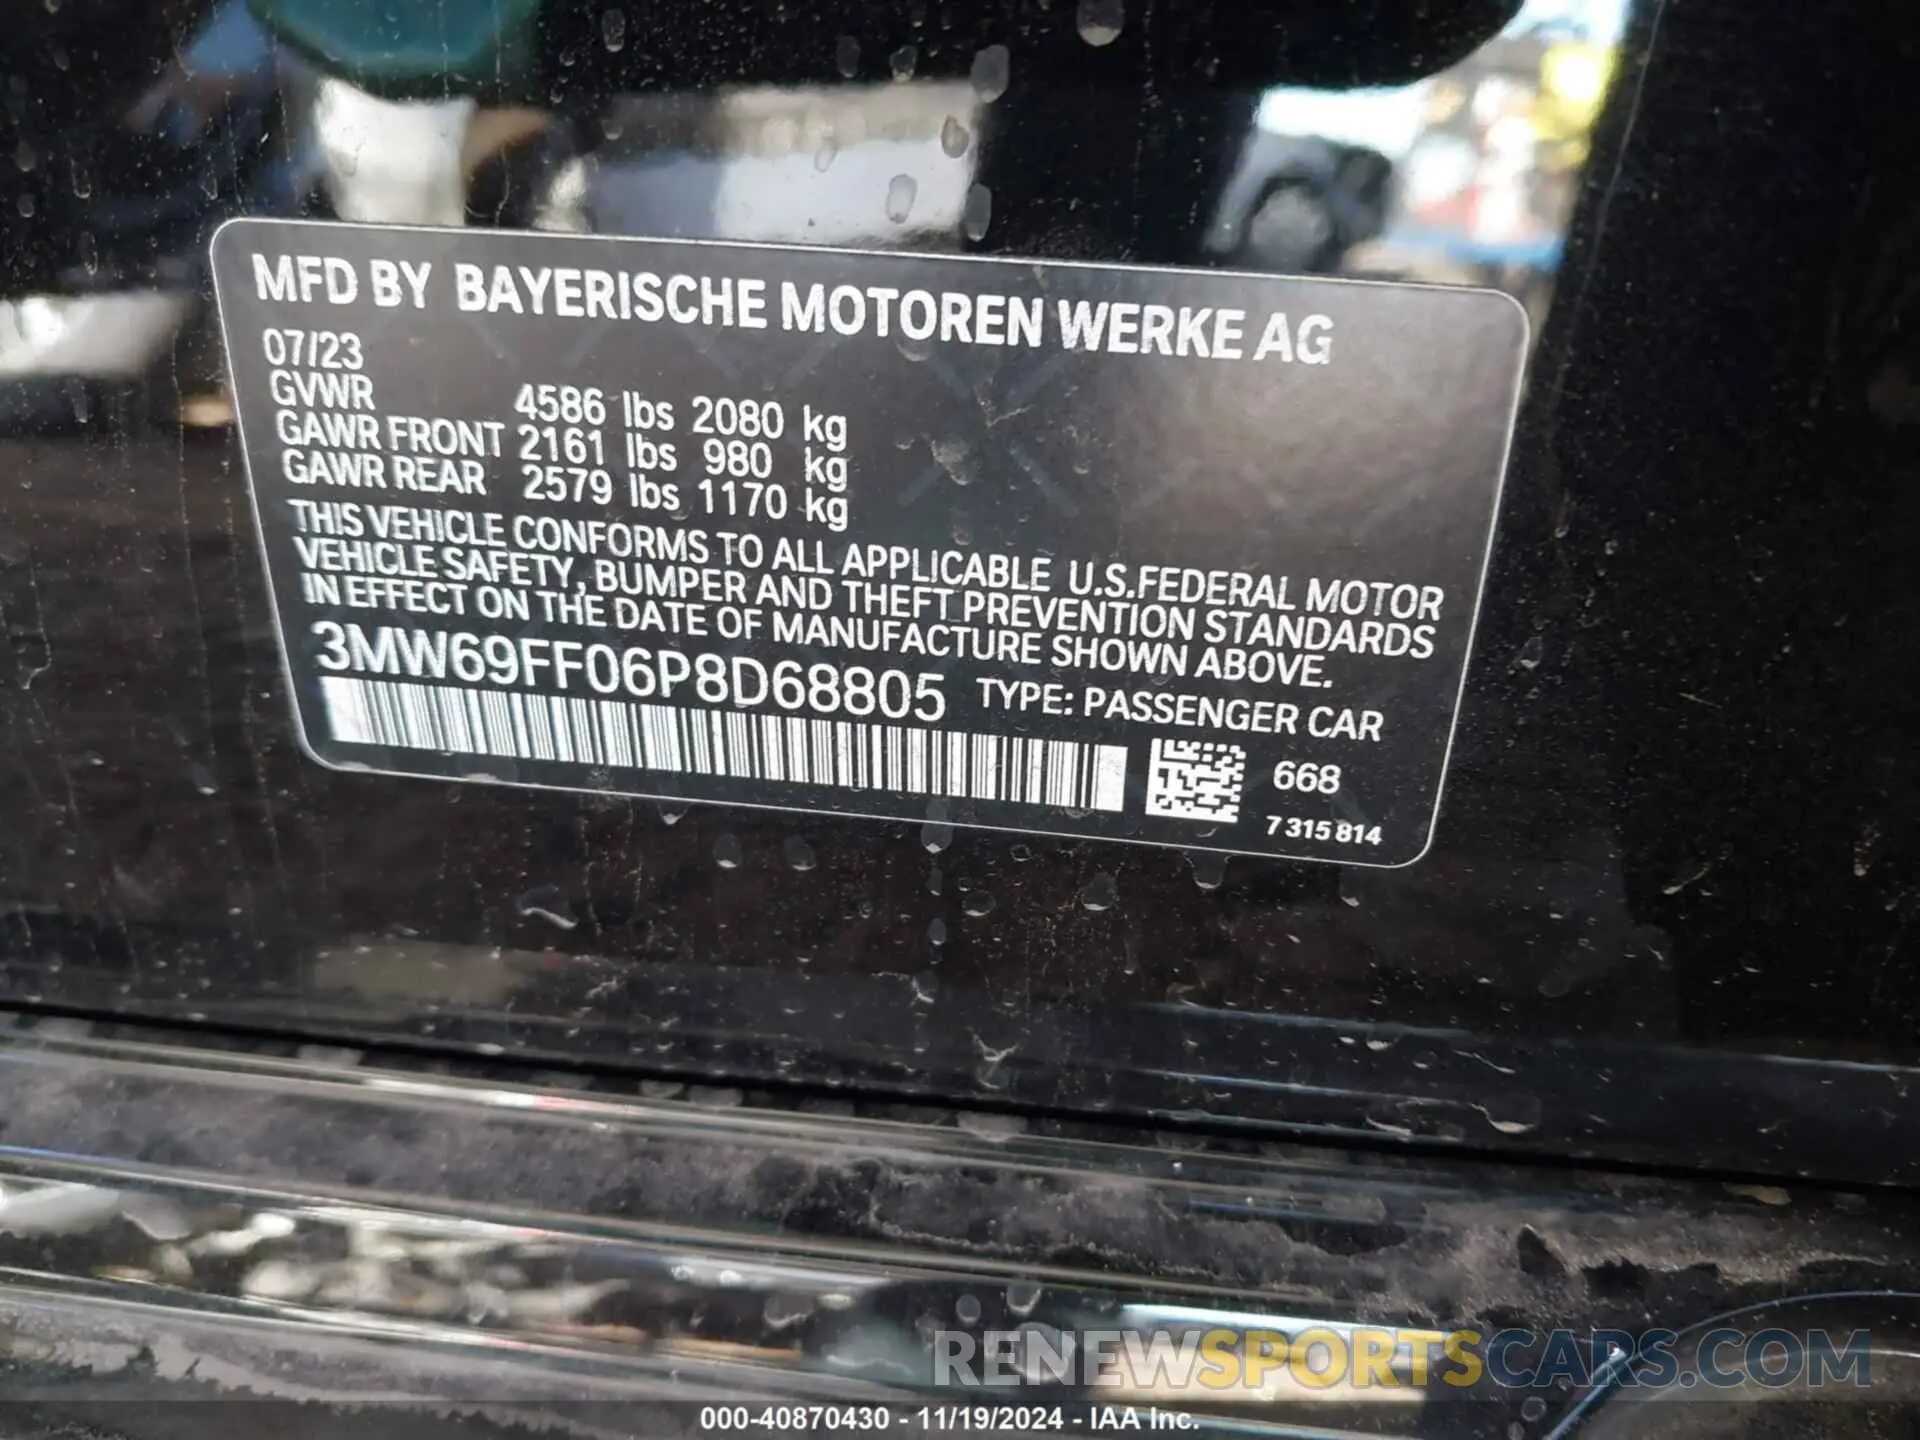 MFD BY BAYERISCHE MOTOREN WERKE AG
07/23
GVWR 4586 lbs 2080 kg
GAWR FRONT 2161 lbs 980 kg
GAWR REAR 2579 lbs 1170 kg
THIS VEHICLE CONFORMS TO ALL APPLICABLE U.S.FEDERAL MOTOR
VEHICLE SAFETY, BUMPER AND THEFT PREVENTION STANDARDS
IN EFFECT ON THE DATE OF MANUFACTURE SHOWN ABOVE.
3MW69FF06P8D68805 TYPE: PASSENGER CAR
668
7 315 814
RENEWSPORTSCARS.COM
000-40870430 - 11/19/2024 - IAA Inc.